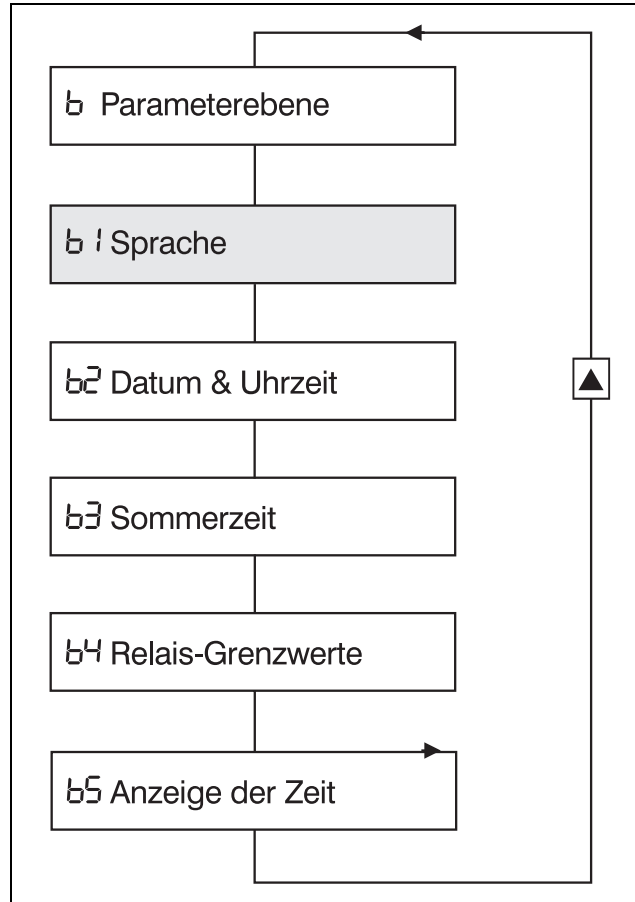 b Parameterebene
b1 Sprache
b2 Datum & Uhrzeit
b3 Sommerzeit
b4 Relais-Grenzwerte
b5 Anzeige der Zeit